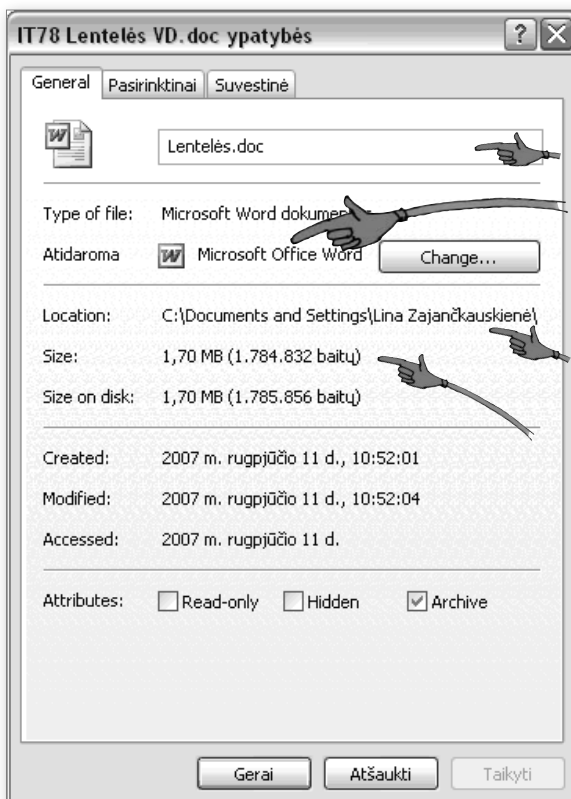 IT78 Lentelės VD.doc ypatybės
General Pasirinktinai Suvestinė
Lentelės.doc
Type of file: Microsoft Word
Atidaroma Microsoft Office Word Change...
Location: C:\Documents and Settings\Lina Zajančkauskienė\
Size: 1,70 MB (1.784.832 baitų)
Size on disk: 1,70 MB (1.785.856 baitų)
Created: 2007 m. rugpjūčio 11 d., 10:52:01
Modified: 2007 m. rugpjūčio 11 d., 10:52:04
Accessed: 2007 m. rugpjūčio 11 d.
Attributes: Read-only Hidden Archive
Gerai Atšaukti Taikyti